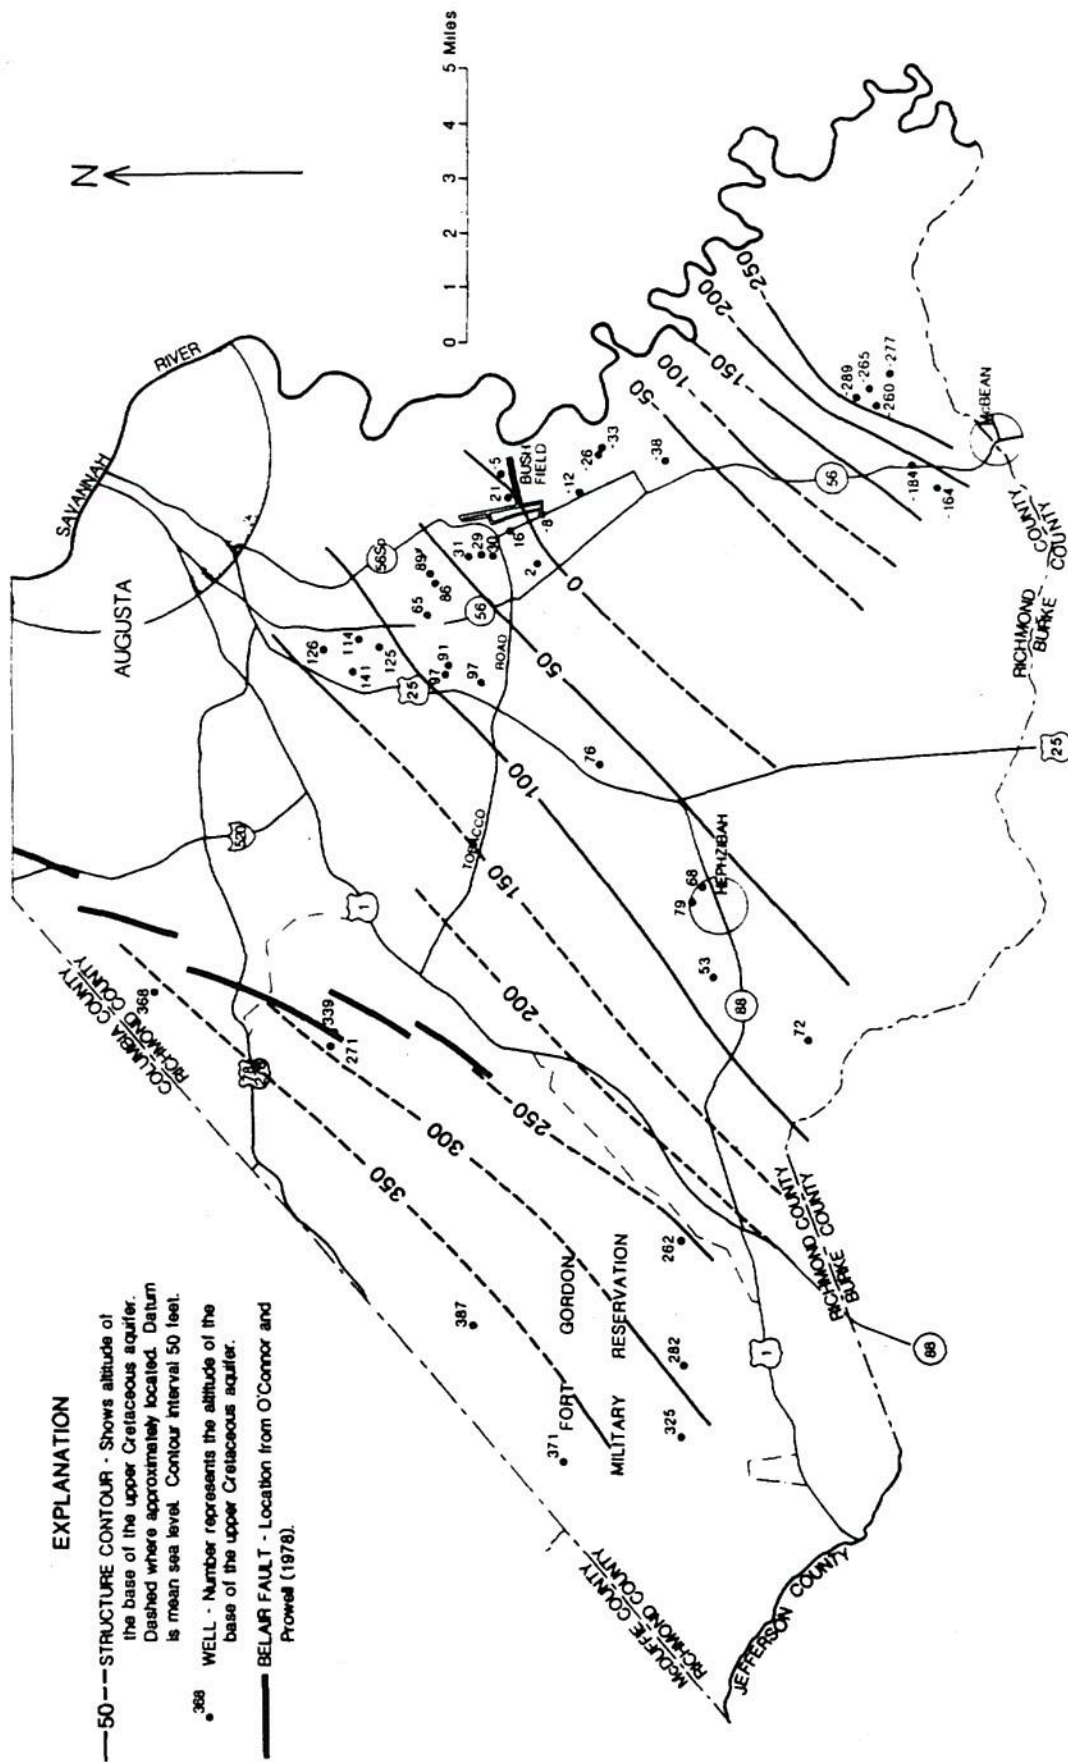 EXPLANATION
—50—— STRUCTURE CONTOUR - Shows altitude of
the base of the upper Cretaceous aquifer.
Dashed where approximately located. Datum
is mean sea level. Contour interval 50 feet.
368 WELL - Number represents the altitude of the
base of the upper Cretaceous aquifer.
BELAIR FAULT - Location from O'Connor and
Prowell (1978).
N
0 1 2 3 4 5 Miles
SAVANNAH
RIVER
AUGUSTA
COLUMBIA COUNTY
RICHMOND COUNTY
McDUFFIE COUNTY
RICHMOND COUNTY
JEFFERSON COUNTY
RICHMOND COUNTY
BURKE COUNTY
RICHMOND COUNTY
BURKE COUNTY
FORT GORDON
MILITARY RESERVATION
TOBACCO
ROAD
BUSH
FIELD
HEPHZIBAH
McBEAN
520
78
1
1
25
25
56Sp
56
56
88
88
350
300
250
200
150
100
50
0
-50
-100
-150
-200
-250
368
339
271
387
371
325
282
262
126
114
141
125
97
91
97
65
86
89
31
29
30
16
21
-5
-8
2
-12
-26
-33
-38
76
79
68
53
72
-184
-164
-289
-265
-260
-277